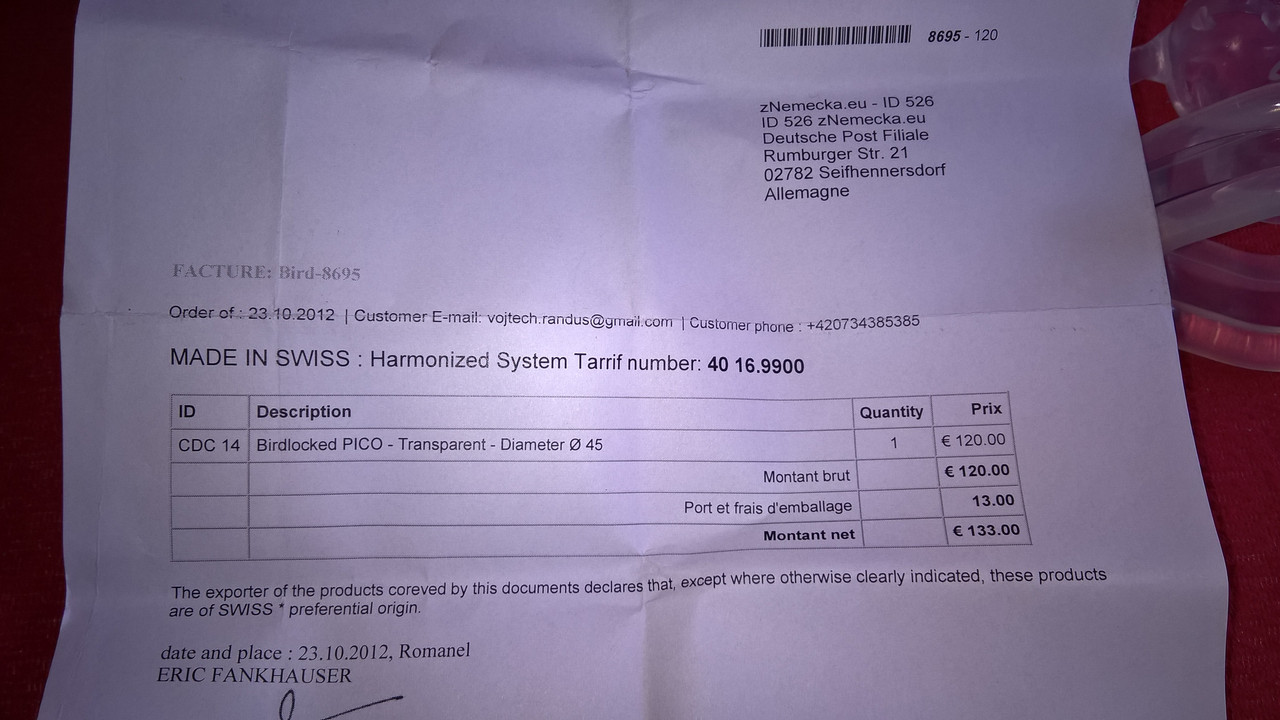 8695 - 120
zNemecka.eu - ID 526
ID 526 zNemecka.eu
Deutsche Post Filiale
Rumburger Str. 21
02782 Seifhennersdorf
Allemagne
FACTURE: Bird-8695
Order of : 23.10.2012 | Customer E-mail: vojtech.randus@gmail.com | Customer phone : +420734385385
MADE IN SWISS : Harmonized System Tarrif number: 40 16.9900
ID Description Quantity Prix
CDC 14 Birdlocked PICO - Transparent - Diameter Ø 45 1 € 120.00
Montant brut € 120.00
Port et frais d'emballage 13.00
Montant net € 133.00
The exporter of the products coreved by this documents declares that, except where otherwise clearly indicated, these products
are of SWISS * preferential origin.
date and place : 23.10.2012, Romanel
ERIC FANKHAUSER